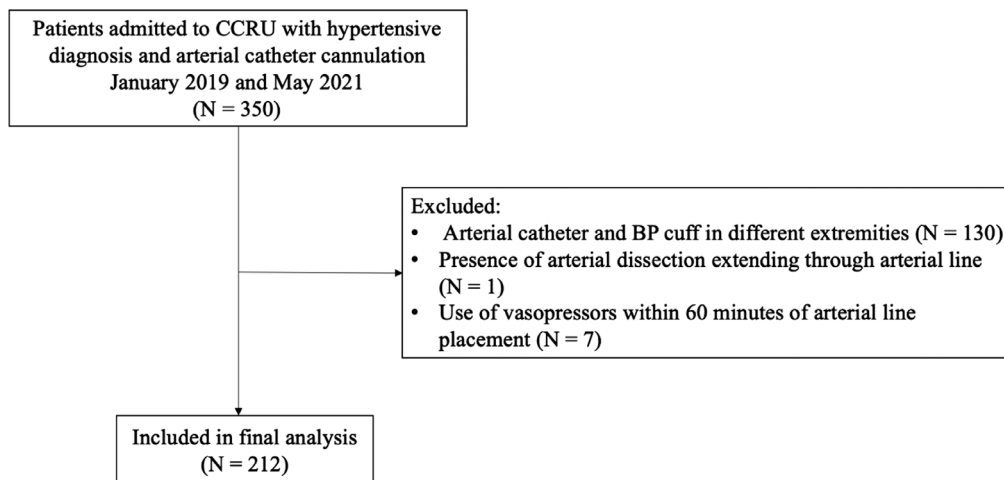 Patients admitted to CCRU with hypertensive
diagnosis and arterial catheter cannulation
January 2019 and May 2021
(N = 350)
Excluded:
• Arterial catheter and BP cuff in different extremities (N = 130)
• Presence of arterial dissection extending through arterial line
(N = 1)
• Use of vasopressors within 60 minutes of arterial line
placement (N = 7)
Included in final analysis
(N = 212)